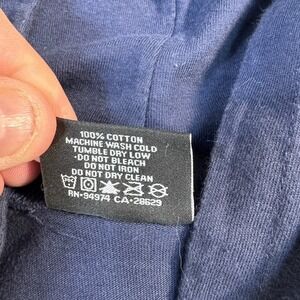 100% COTTON
MACHINE WASH COLD
TUMBLE DRY LOW
-DO NOT BLEACH
DO NOT IRON
DO NOT DRY CLEAN
RN-94974 CA-28629